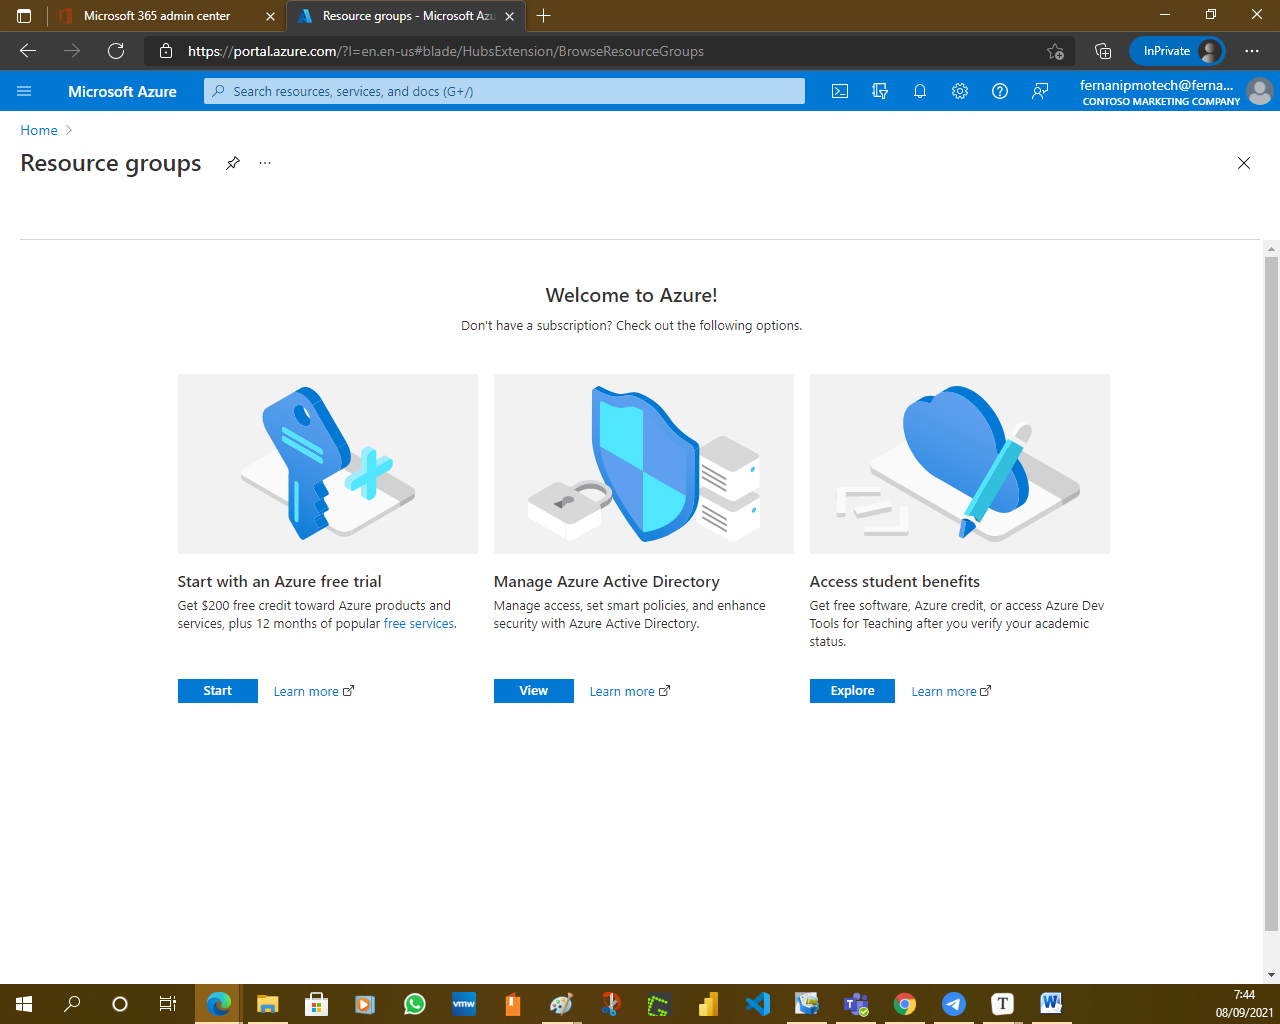 Microsoft 365 admin center
Resource groups - Microsoft Azu
https://portal.azure.com/?l=en.en-us#blade/HubsExtension/BrowseResourceGroups
InPrivate
Microsoft Azure
Search resources, services, and docs (G+/)
fernanipmotech@ferna...
CONTOSO MARKETING COMPANY
Home
Resource groups
Welcome to Azure!
Don't have a subscription? Check out the following options.
Start with an Azure free trial
Get $200 free credit toward Azure products and
services, plus 12 months of popular free services.
Start
Learn more
Manage Azure Active Directory
Manage access, set smart policies, and enhance
security with Azure Active Directory.
View
Learn more
Access student benefits
Get free software, Azure credit, or access Azure Dev
Tools for Teaching after you verify your academic
status.
Explore
Learn more
vmw
T
W
7:44
08/09/2021